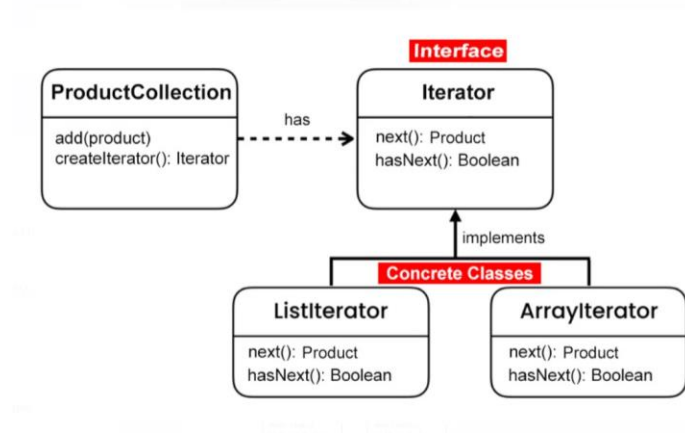 Interface
ProductCollection
add(product)
createIterator(): Iterator
has
Iterator
next(): Product
hasNext(): Boolean
implements
Concrete Classes
ListIterator
next(): Product
hasNext(): Boolean
ArrayIterator
next(): Product
hasNext(): Boolean